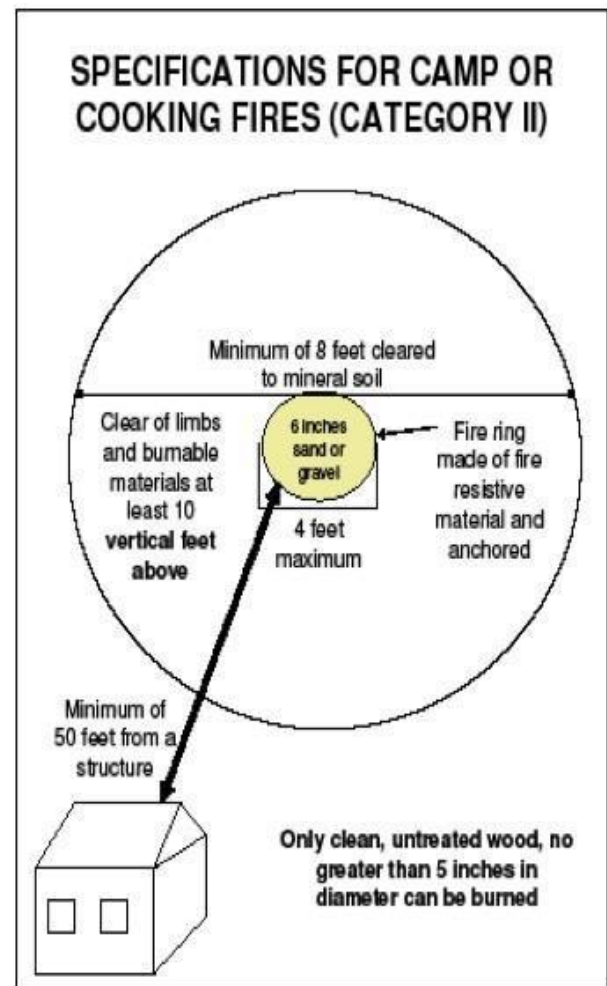 SPECIFICATIONS FOR CAMP OR
COOKING FIRES (CATEGORY II)
Minimum of 8 feet cleared
to mineral soil
Clear of limbs
and burnable
materials at
least 10
vertical feet
above
6 inches
sand or
gravel
Fire ring
made of fire
resistive
material and
anchored
4 feet
maximum
Minimum of
50 feet from a
structure
Only clean, untreated wood, no
greater than 5 inches in
diameter can be burned